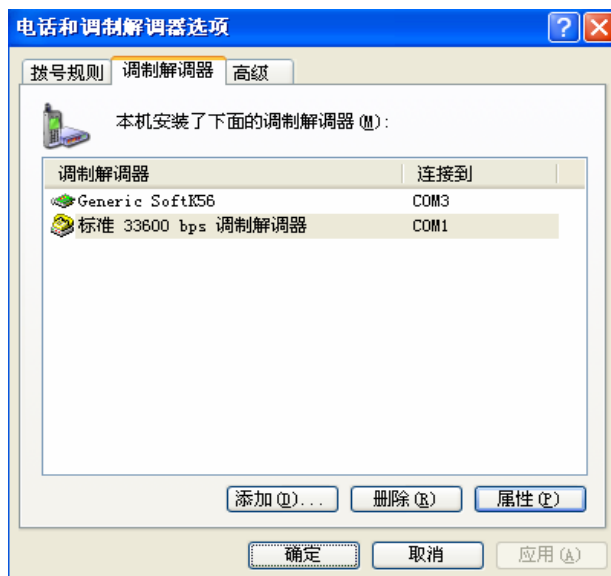 电话和调制解调器选项
拨号规则 调制解调器 高级
本机安装了下面的调制解调器(M):
调制解调器 连接到
Generic SoftK56 COM3
标准 33600 bps 调制解调器 COM1
添加(D)... 删除(R) 属性(P)
确定 取消 应用(A)